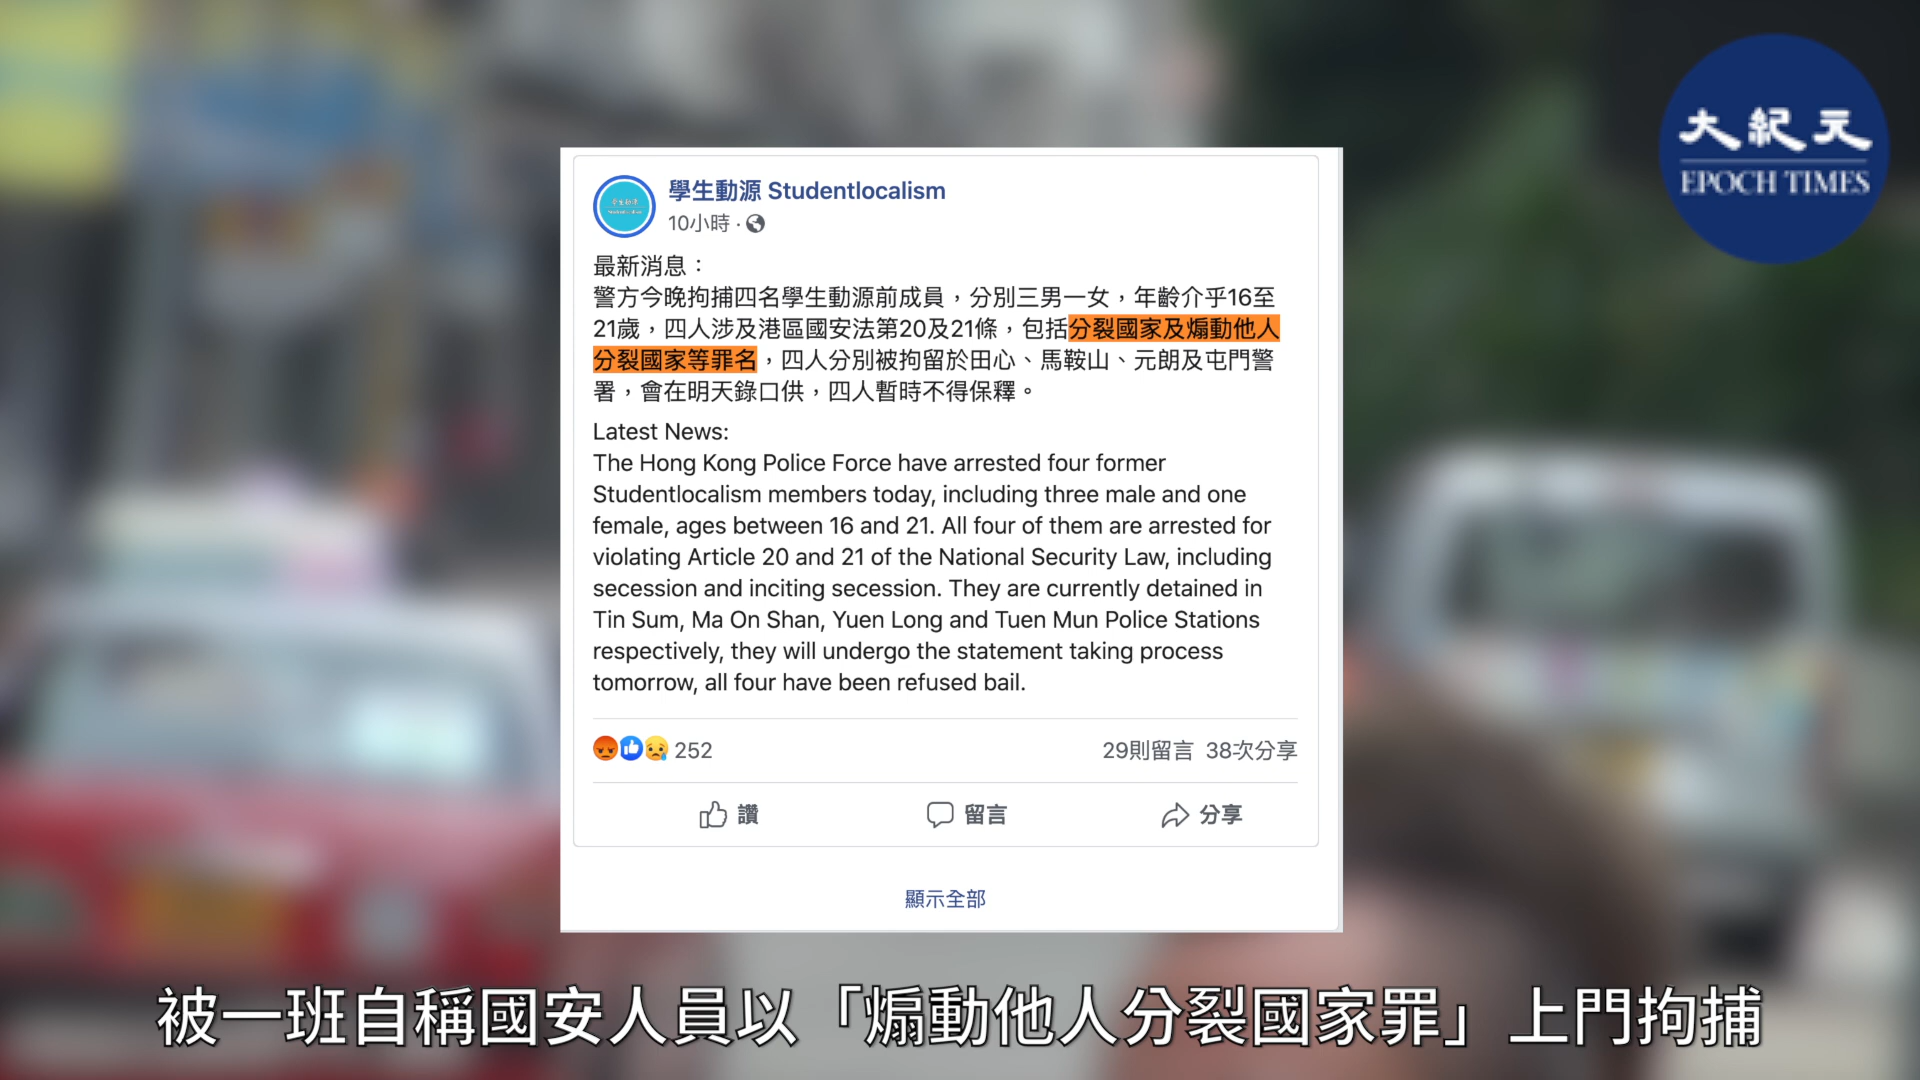 大紀元
EPOCH TIMES
學生動源 Studentlocalism
10小時 ·
最新消息：
警方今晚拘捕四名學生動源前成員，分別三男一女，年齡介乎16至
21歲，四人涉及港區國安法第20及21條，包括分裂國家及煽動他人
分裂國家等罪名，四人分別被拘留於田心、馬鞍山、元朗及屯門警
署，會在明天錄口供，四人暫時不得保釋。
Latest News:
The Hong Kong Police Force have arrested four former
Studentlocalism members today, including three male and one
female, ages between 16 and 21. All four of them are arrested for
violating Article 20 and 21 of the National Security Law, including
secession and inciting secession. They are currently detained in
Tin Sum, Ma On Shan, Yuen Long and Tuen Mun Police Stations
respectively, they will undergo the statement taking process
tomorrow, all four have been refused bail.
252
29則留言 38次分享
讚 留言 分享
顯示全部
被一班自稱國安人員以「煽動他人分裂國家罪」上門拘捕